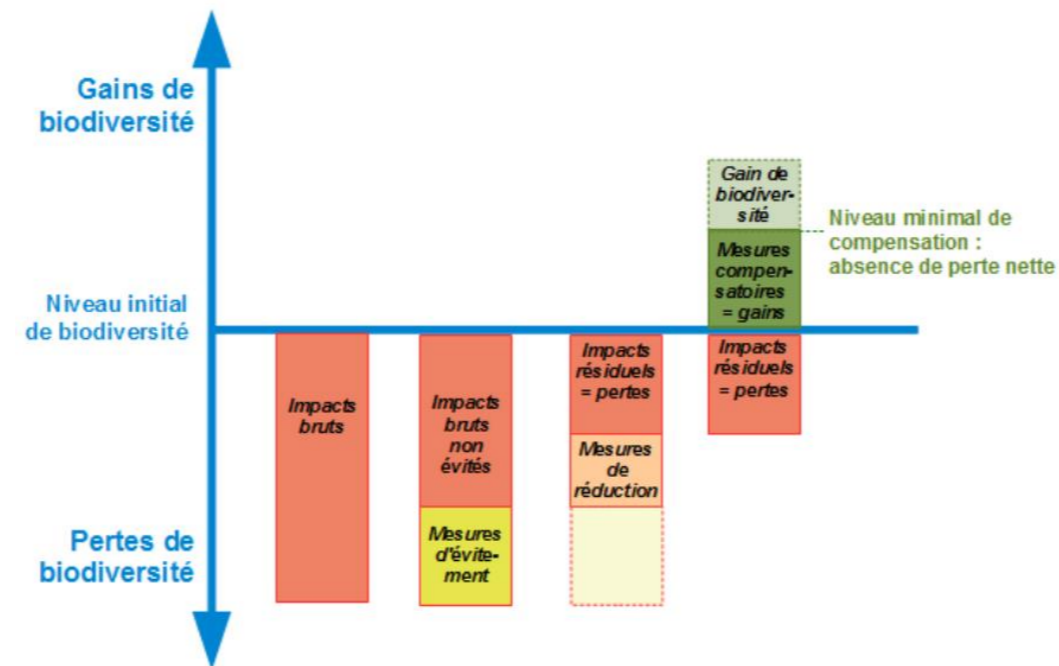 Gains de
biodiversité
Gain de
biodiver-
sité
Niveau minimal de
compensation :
absence de perte nette
Mesures
compen-
satoires
= gains
Niveau initial
de biodiversité
Impacts
bruts
Impacts
bruts
non
évités
Impacts
résiduels
= pertes
Impacts
résiduels
= pertes
Mesures
de
réduction
Mesures
d'évite-
ment
Pertes de
biodiversité